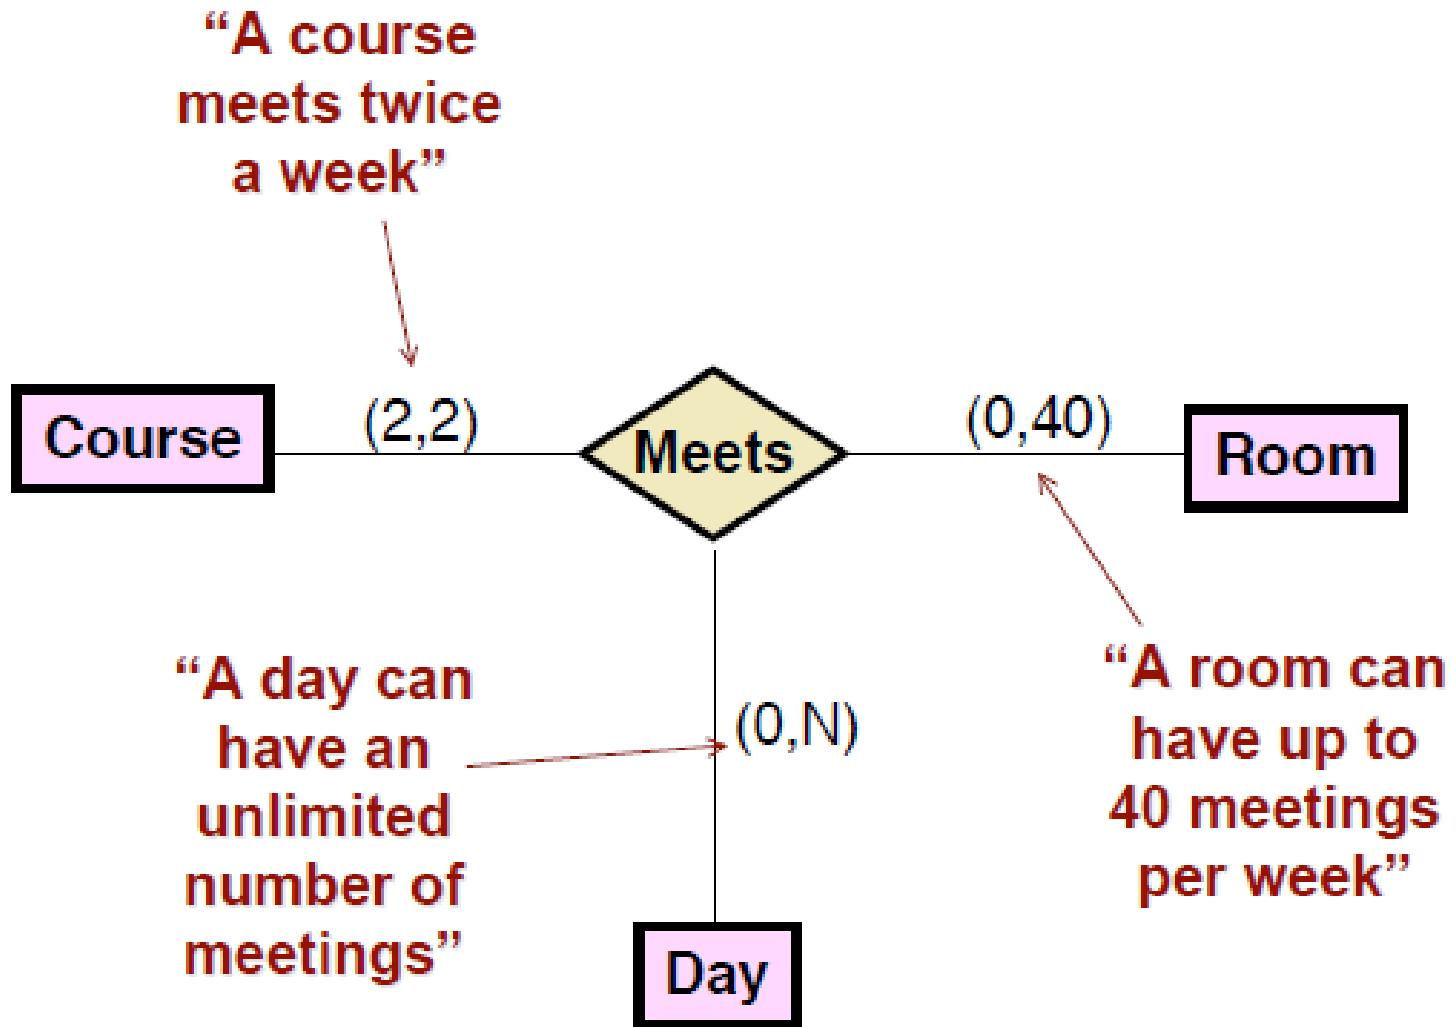 “A course
meets twice
a week”
Course
(2,2)
Meets
(0,40)
Room
“A day can
have an
unlimited
number of
meetings”
(0,N)
“A room can
have up to
40 meetings
per week”
Day